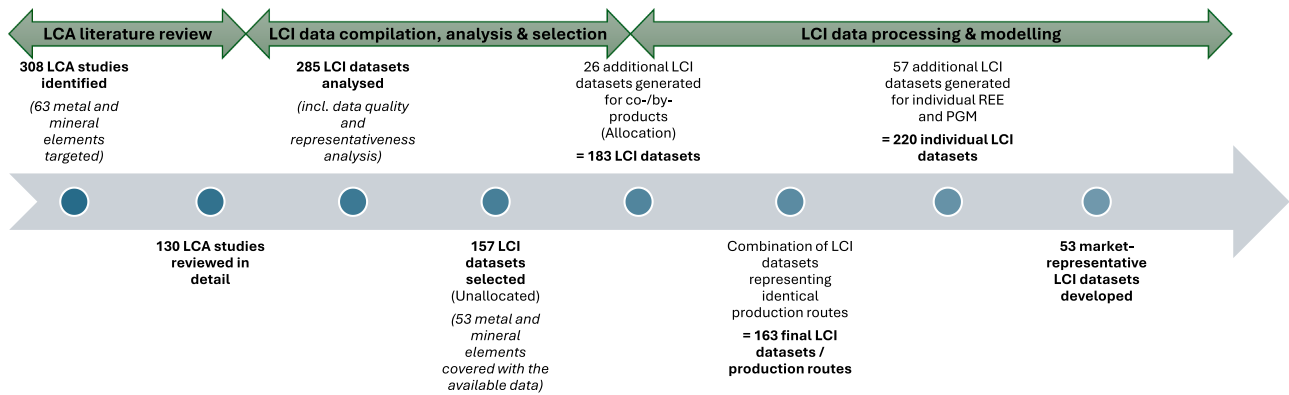 LCA literature review
LCI data compilation, analysis & selection
LCI data processing & modelling
308 LCA studies
identified
(63 metal and
mineral
elements
targeted)
130 LCA studies
reviewed in
detail
285 LCI datasets
analysed
(incl. data quality
and
representativeness
analysis)
157 LCI
datasets
selected
(Unallocated)
(53 metal and
mineral
elements
covered with the
available data)
26 additional LCI
datasets generated
for co-/by-
products
(Allocation)
= 183 LCI datasets
Combination of LCI
datasets
representing
identical
production routes
= 163 final LCI
datasets /
production routes
57 additional LCI
datasets generated
for individual REE
and PGM
= 220 individual LCI
datasets
53 market-
representative
LCI datasets
developed